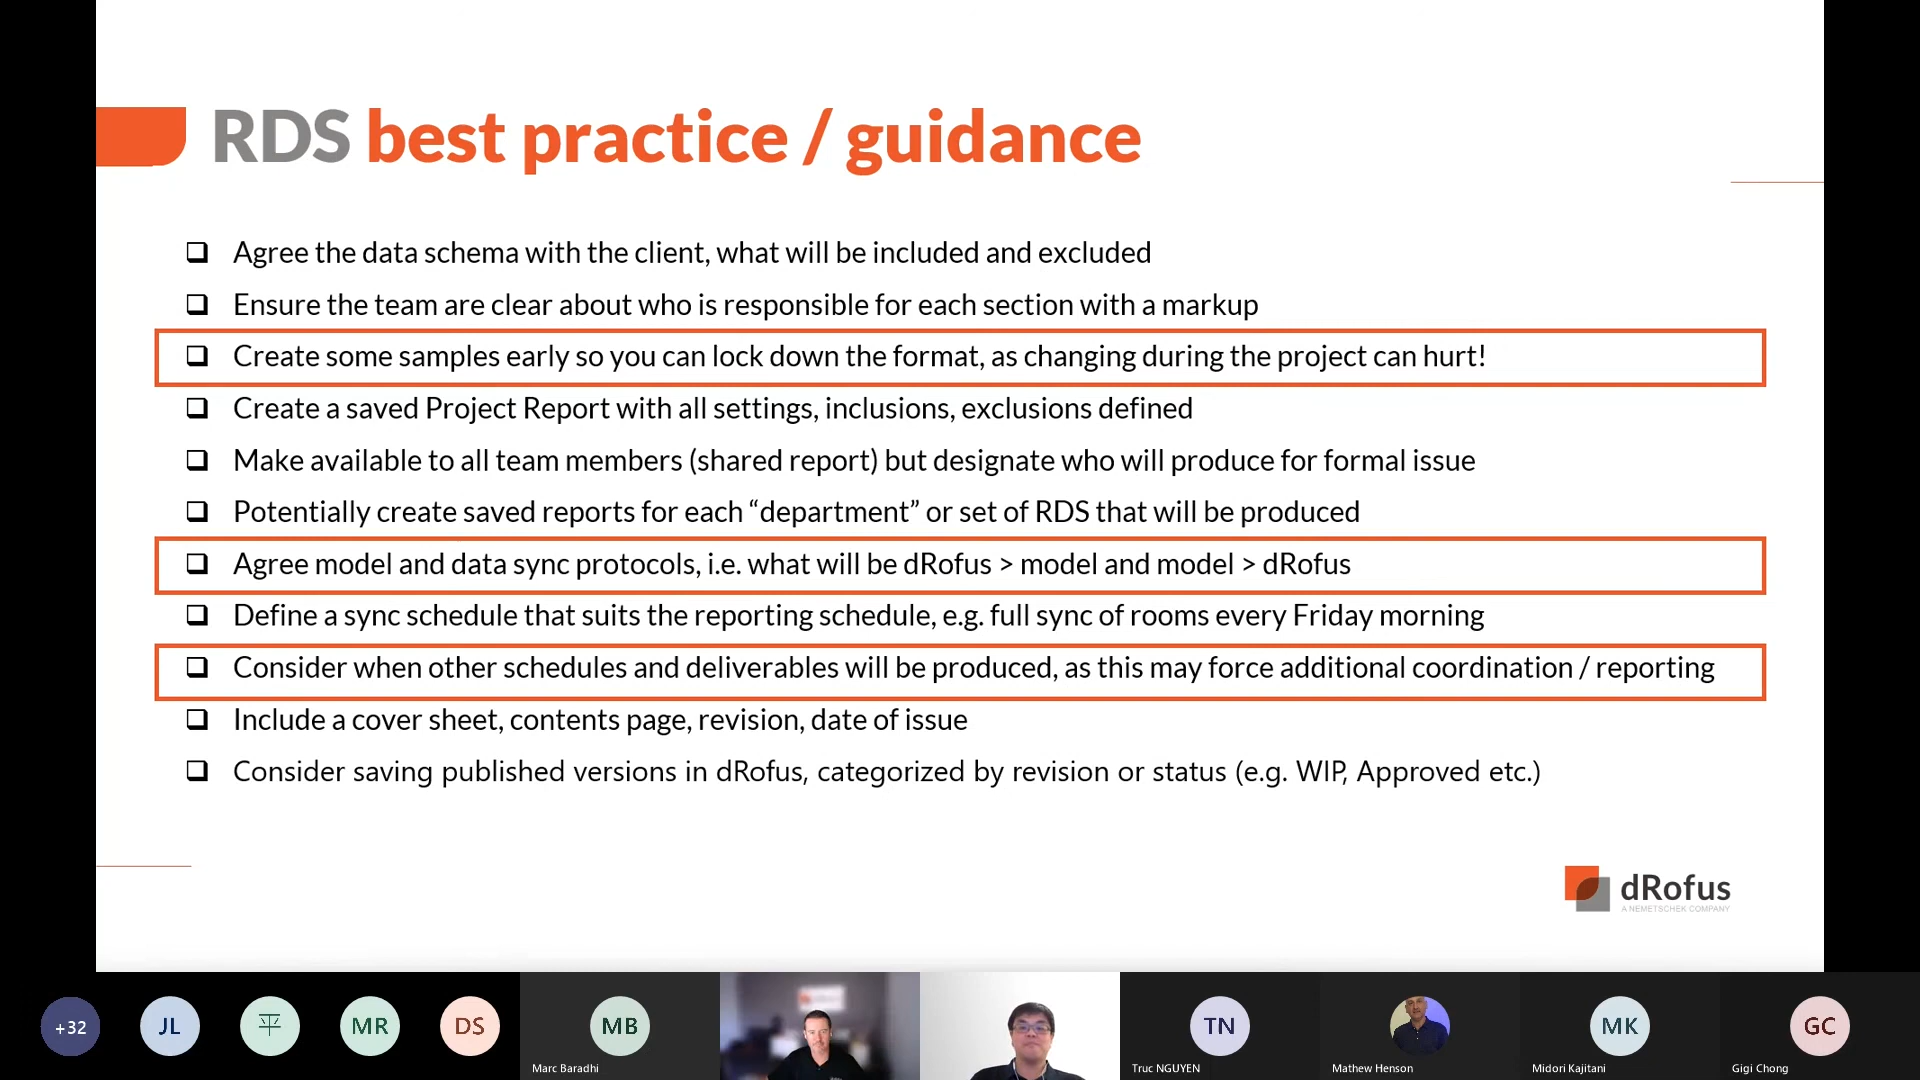 RDS best practice / guidance
❑ Agree the data schema with the client, what will be included and excluded
❑ Ensure the team are clear about who is responsible for each section with a markup
❑ Create some samples early so you can lock down the format, as changing during the project can hurt!
❑ Create a saved Project Report with all settings, inclusions, exclusions defined
❑ Make available to all team members (shared report) but designate who will produce for formal issue
❑ Potentially create saved reports for each “department” or set of RDS that will be produced
❑ Agree model and data sync protocols, i.e. what will be dRofus > model and model > dRofus
❑ Define a sync schedule that suits the reporting schedule, e.g. full sync of rooms every Friday morning
❑ Consider when other schedules and deliverables will be produced, as this may force additional coordination / reporting
❑ Include a cover sheet, contents page, revision, date of issue
❑ Consider saving published versions in dRofus, categorized by revision or status (e.g. WIP, Approved etc.)
dRofus
A NEMETSCHEK COMPANY
+32
JL
平
MR
DS
MB
Marc Baradhi
TN
Truc NGUYEN
Mathew Henson
MK
Midori Kajitani
GC
Gigi Chong